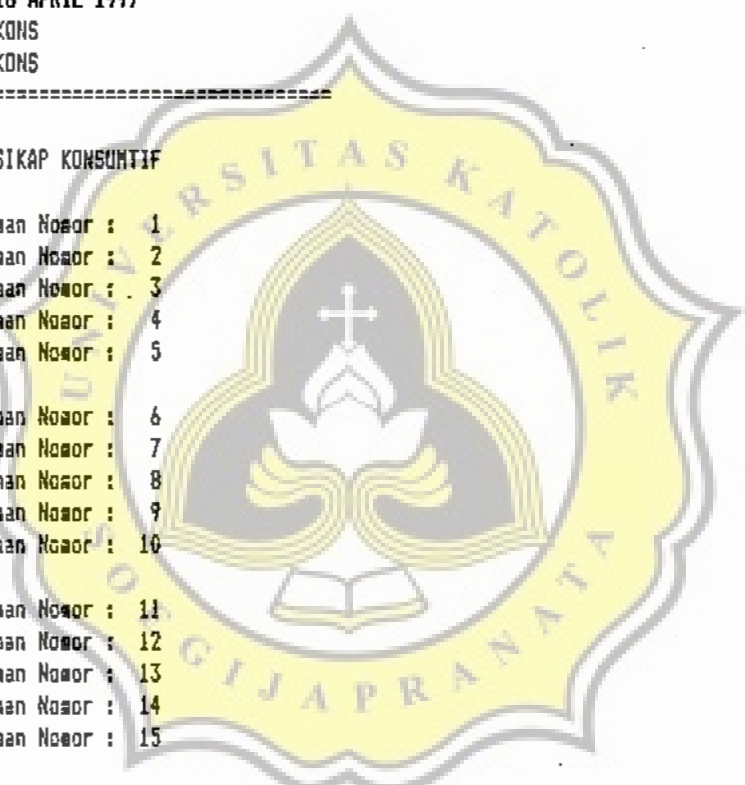 APRIL 1997
KONS
KONS
==============================
SIKAP KONSUMTIF
aan Nomor : 1
aan Nomor : 2
aan Nomor : 3
aan Nomor : 4
aan Nomor : 5
aan Nomor : 6
aan Nomor : 7
aan Nomor : 8
aan Nomor : 9
aan Nomor : 10
aan Nomor : 11
aan Nomor : 12
aan Nomor : 13
aan Nomor : 14
aan Nomor : 15
UNIVERSITAS KATOLIK
SOEGIJAPRANATA